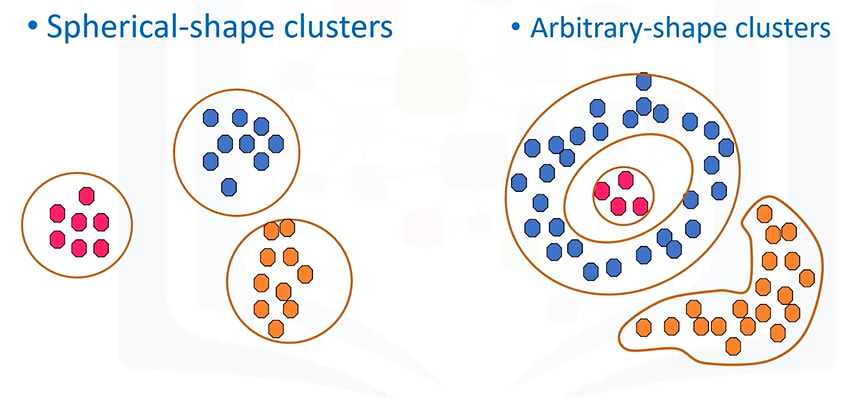 • Spherical-shape clusters
• Arbitrary-shape clusters